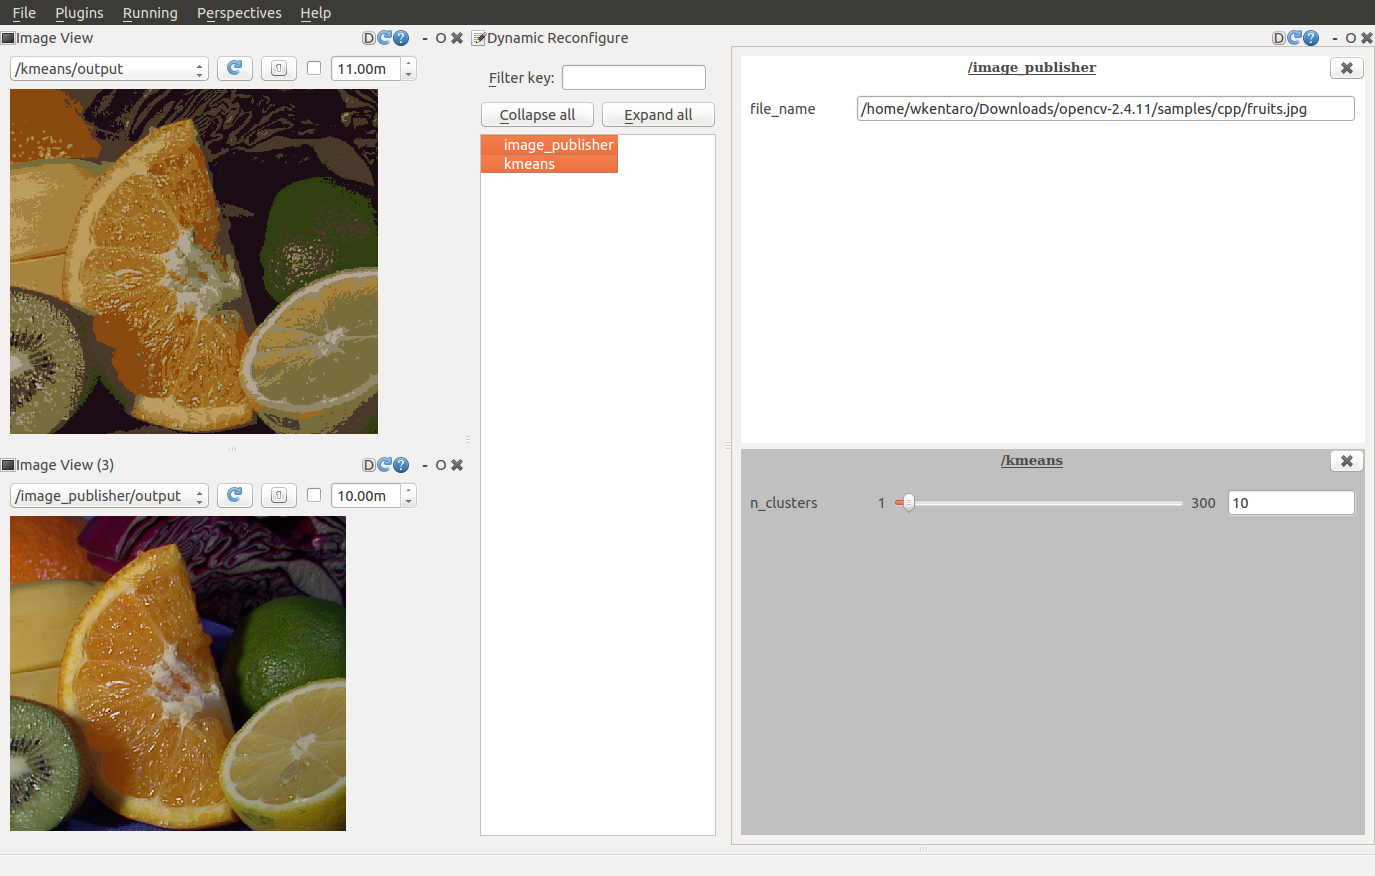 File Plugins Running Perspectives Help
Image View D - O
/kmeans/output 11.00m
Image View (3) D - O
/image_publisher/output 10.00m
Dynamic Reconfigure D - O
Filter key:
Collapse all Expand all
image_publisher
kmeans
/image_publisher
file_name /home/wkentaro/Downloads/opencv-2.4.11/samples/cpp/fruits.jpg
/kmeans
n_clusters 1 300 10